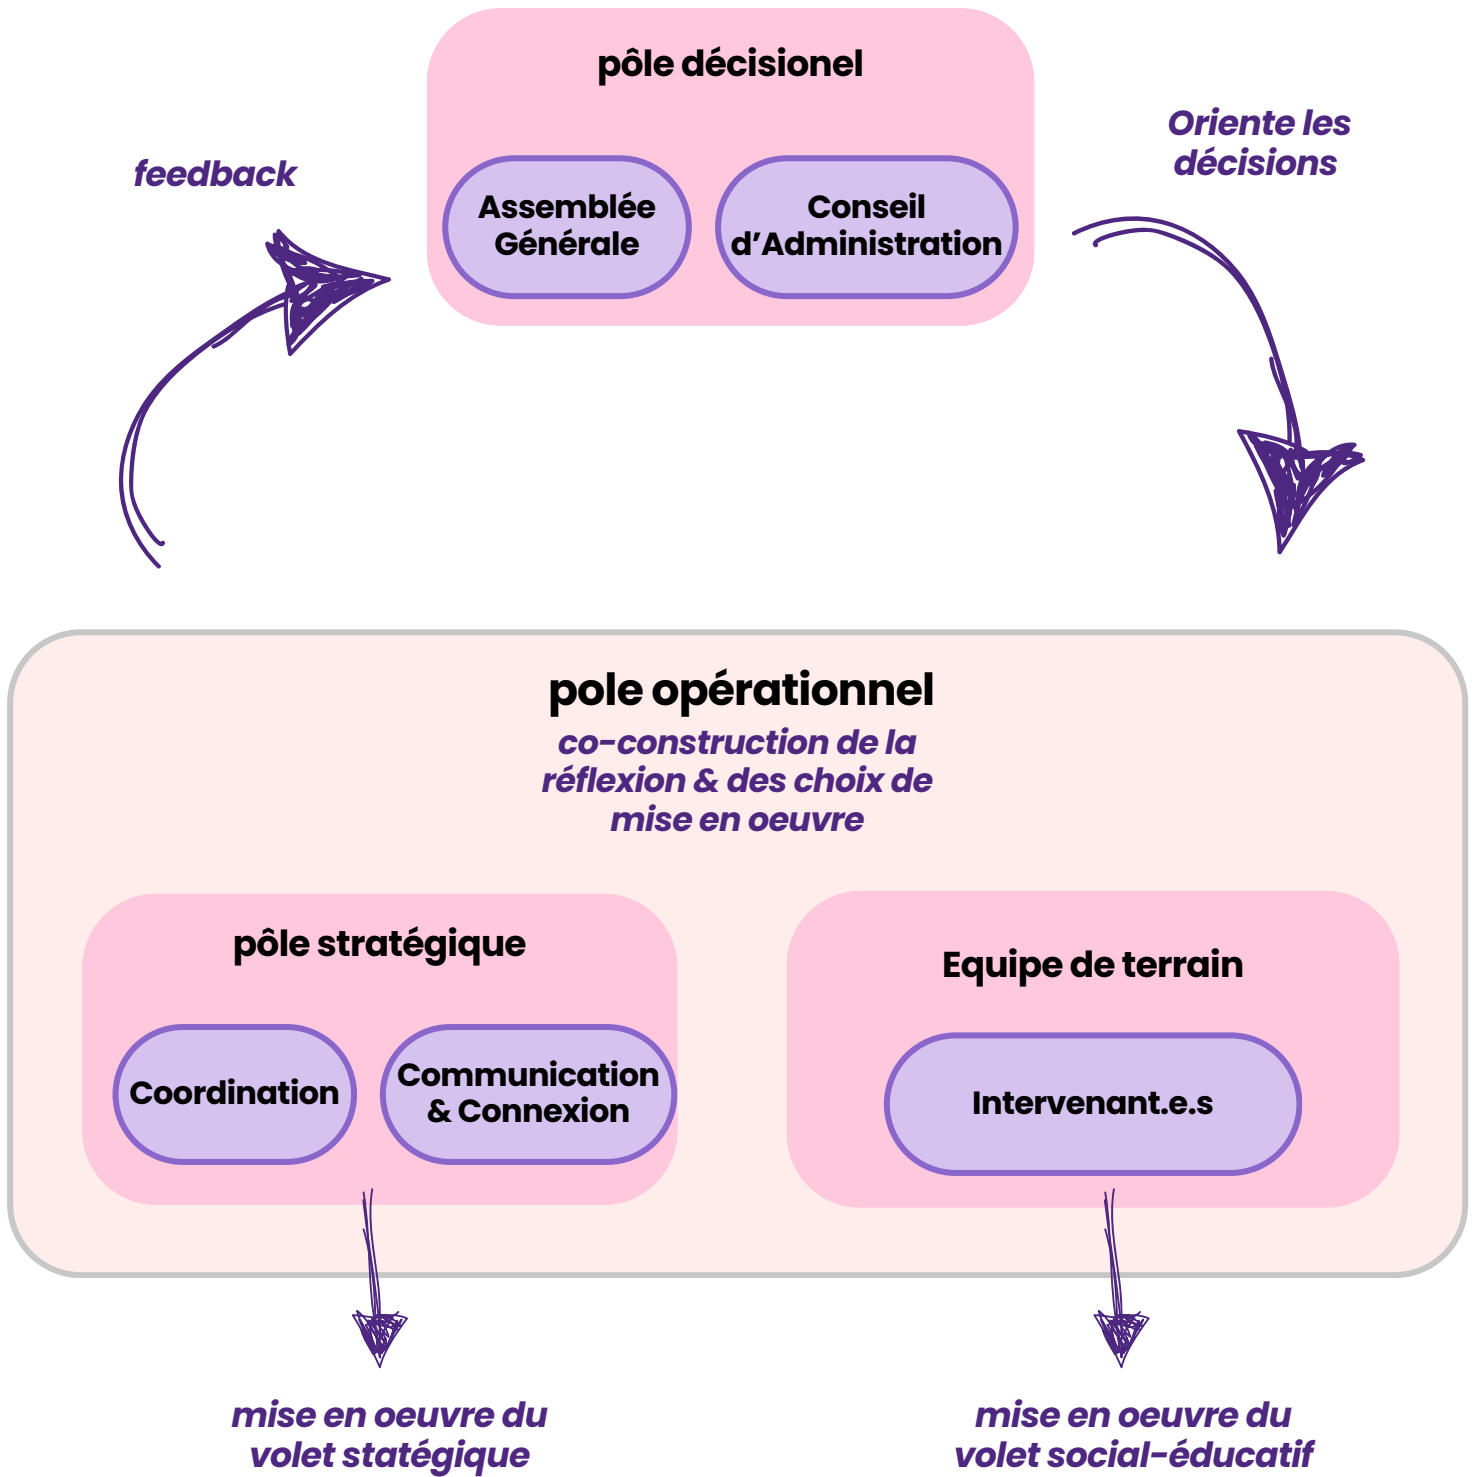 pôle décisionel
Oriente les
décisions
feedback
Assemblée
Générale
Conseil
d’Administration
pole opérationnel
co-construction de la
réflexion & des choix de
mise en oeuvre
pôle stratégique
Equipe de terrain
Coordination
Communication
& Connexion
Intervenant.e.s
mise en oeuvre du
volet statégique
mise en oeuvre du
volet social-éducatif